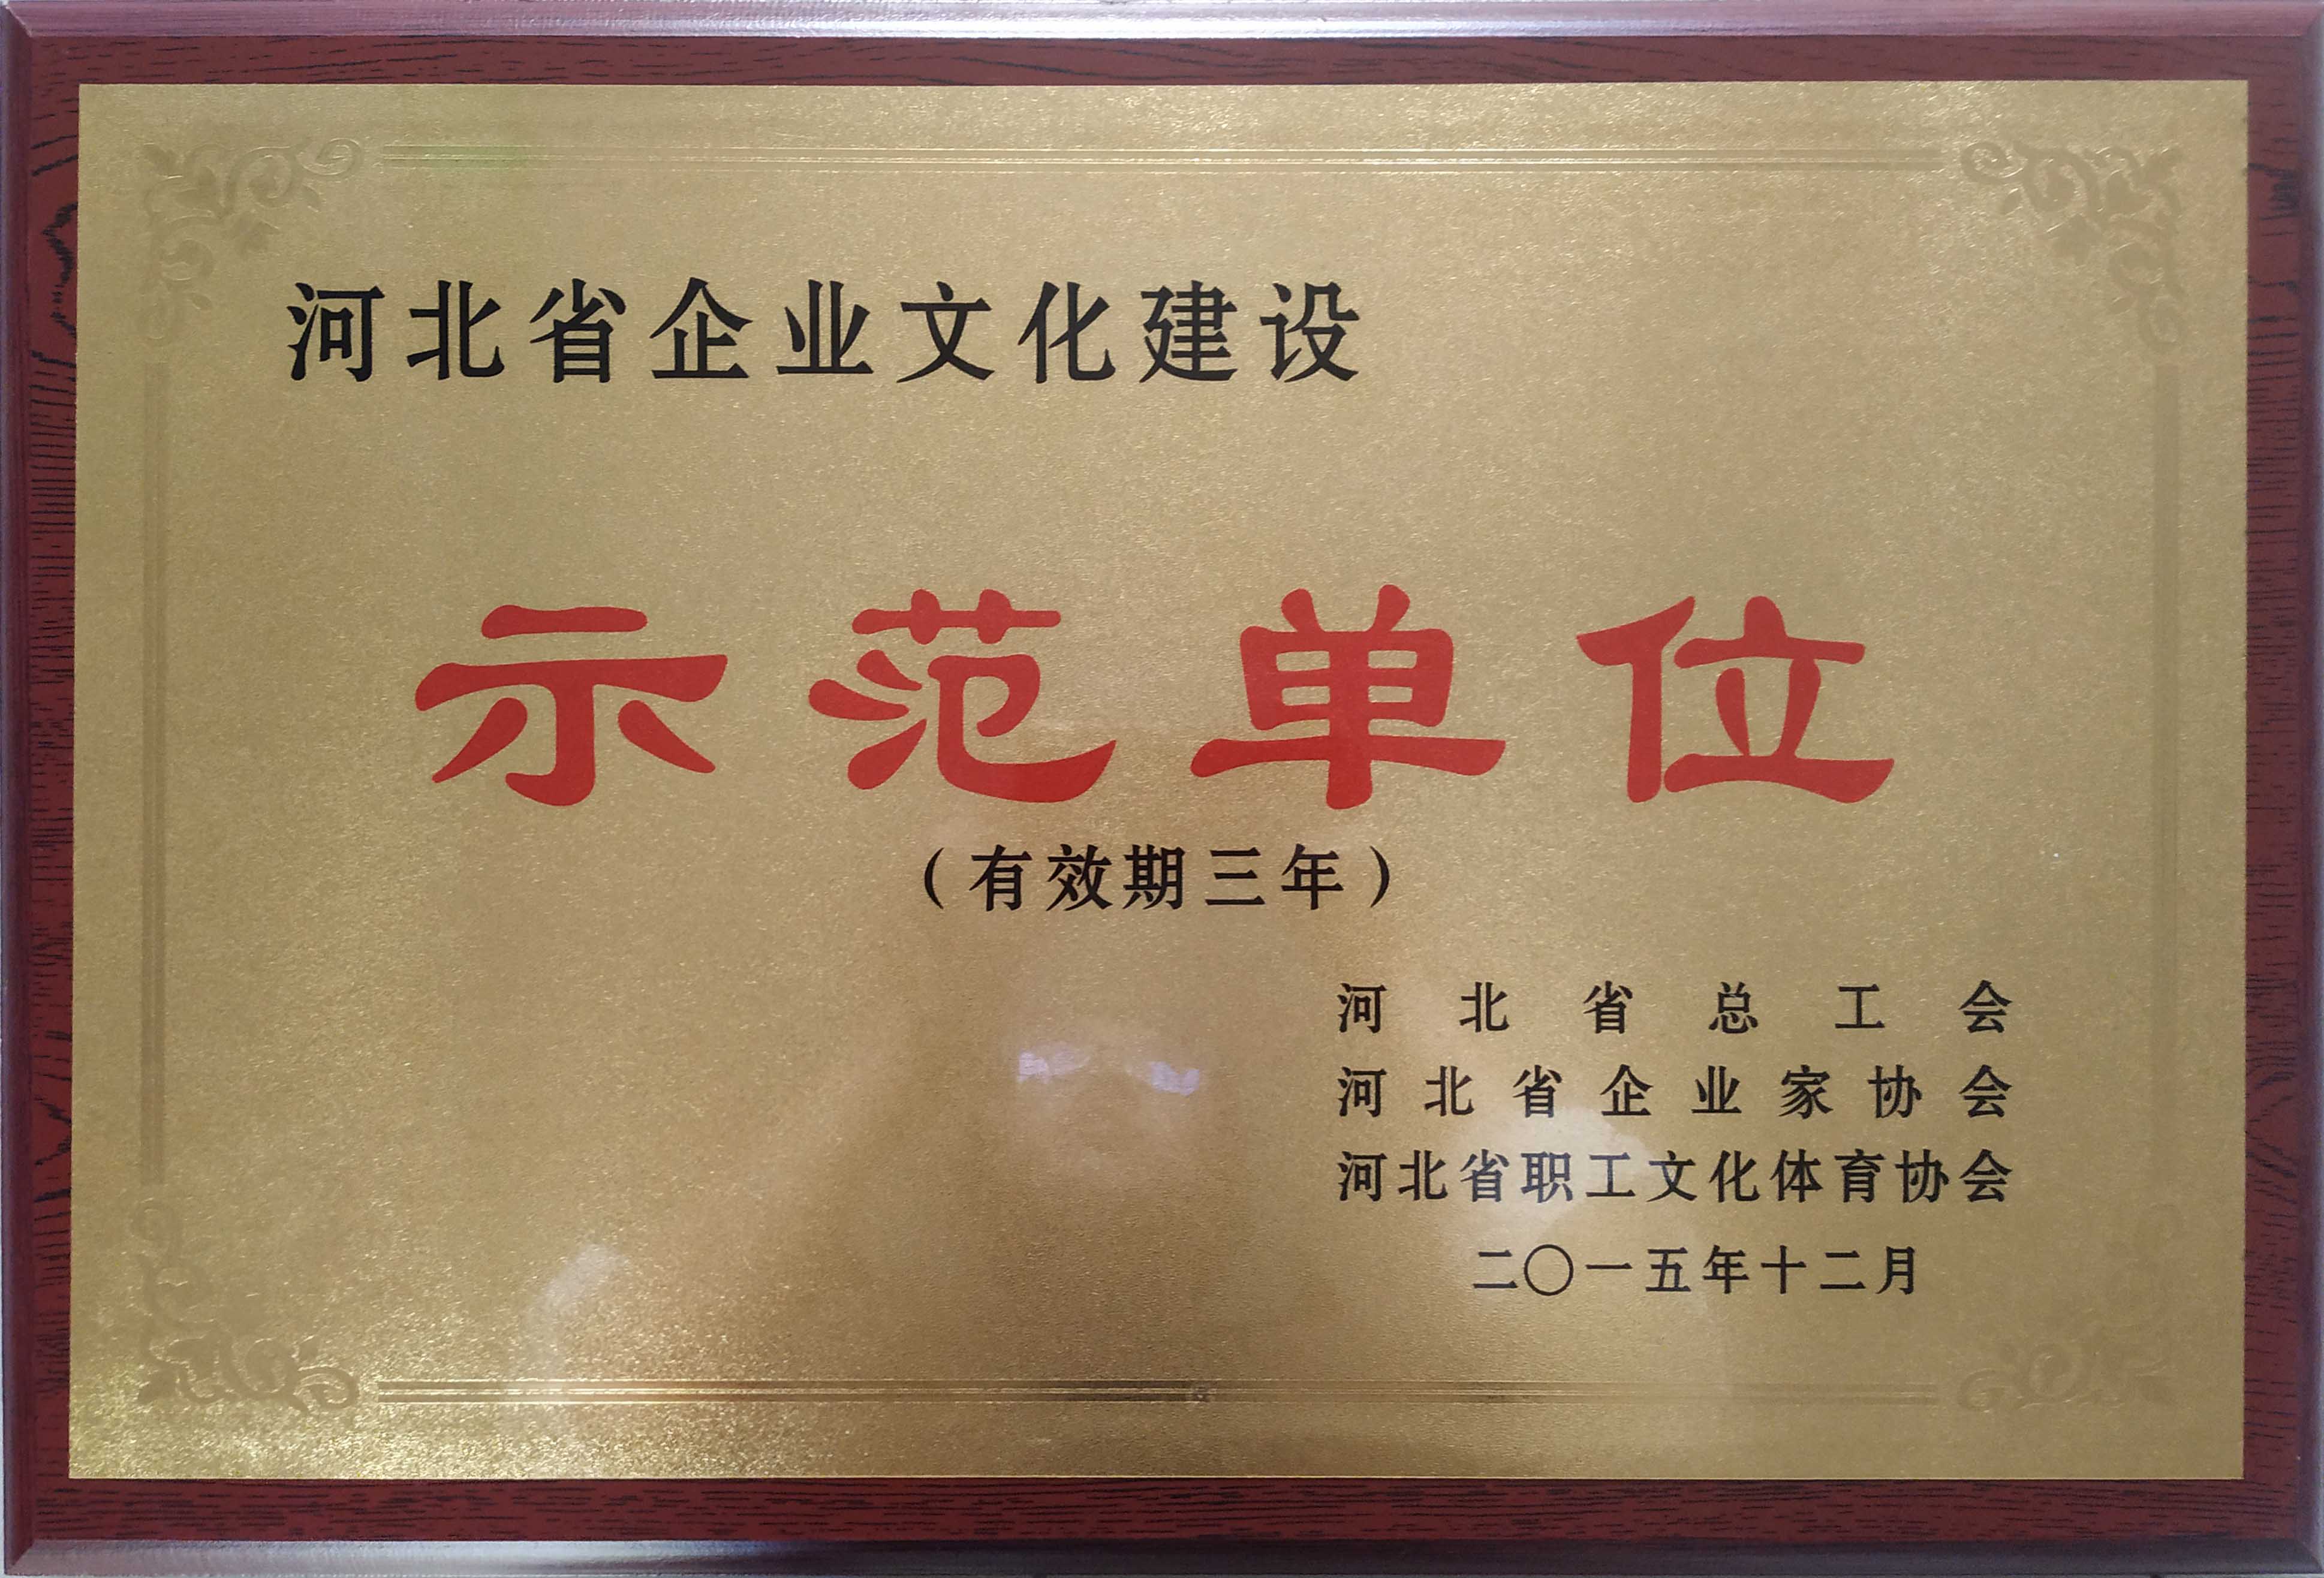 河北省企业文化建设
示范单位
（有效期三年）
河北省总工会
河北省企业家协会
河北省职工文化体育协会
二〇一五年十二月